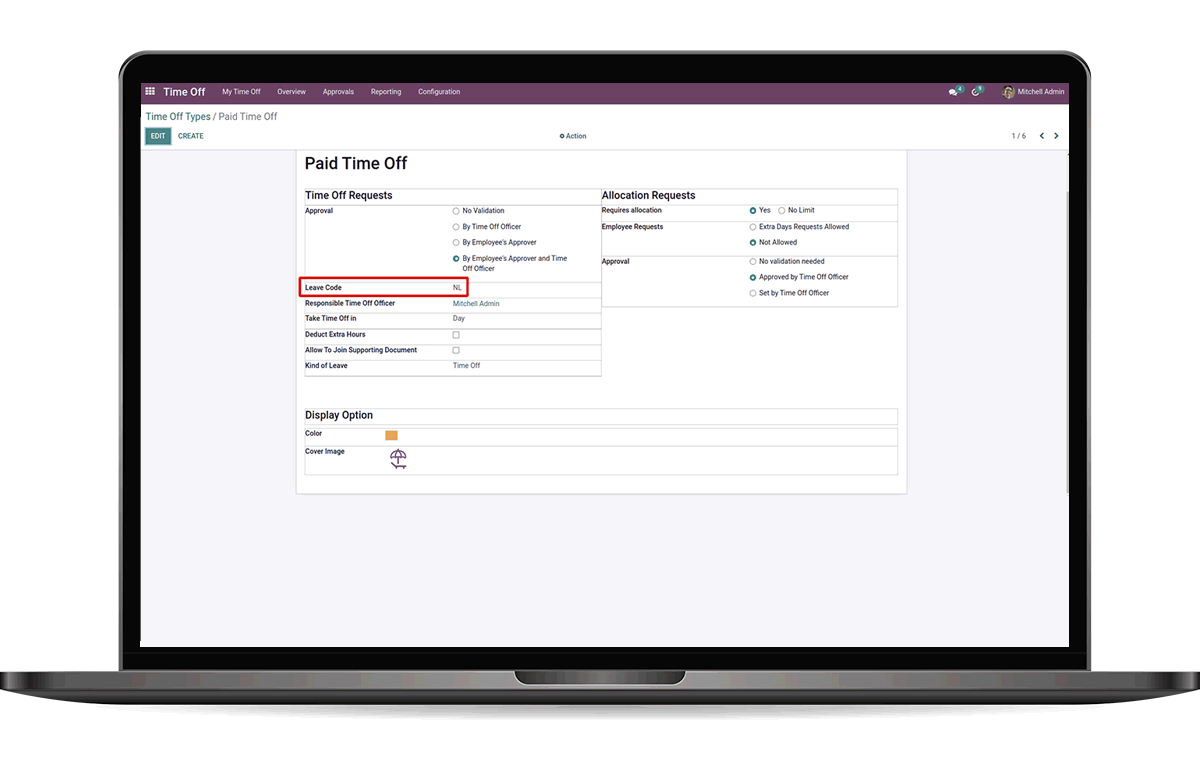 Time Off My Time Off Overview Approvals Reporting Configuration 4 9 Mitchell Admin
Time Off Types / Paid Time Off
EDIT CREATE Action 1 / 6
Paid Time Off
Time Off Requests
Approval No Validation
By Time Off Officer
By Employee's Approver
By Employee's Approver and Time
Off Officer
Leave Code NL
Responsible Time Off Officer Mitchell Admin
Take Time Off in Day
Deduct Extra Hours
Allow To Join Supporting Document
Kind of Leave Time Off
Allocation Requests
Requires allocation Yes No Limit
Employee Requests Extra Days Requests Allowed
Not Allowed
Approval No validation needed
Approved by Time Off Officer
Set by Time Off Officer
Display Option
Color
Cover Image